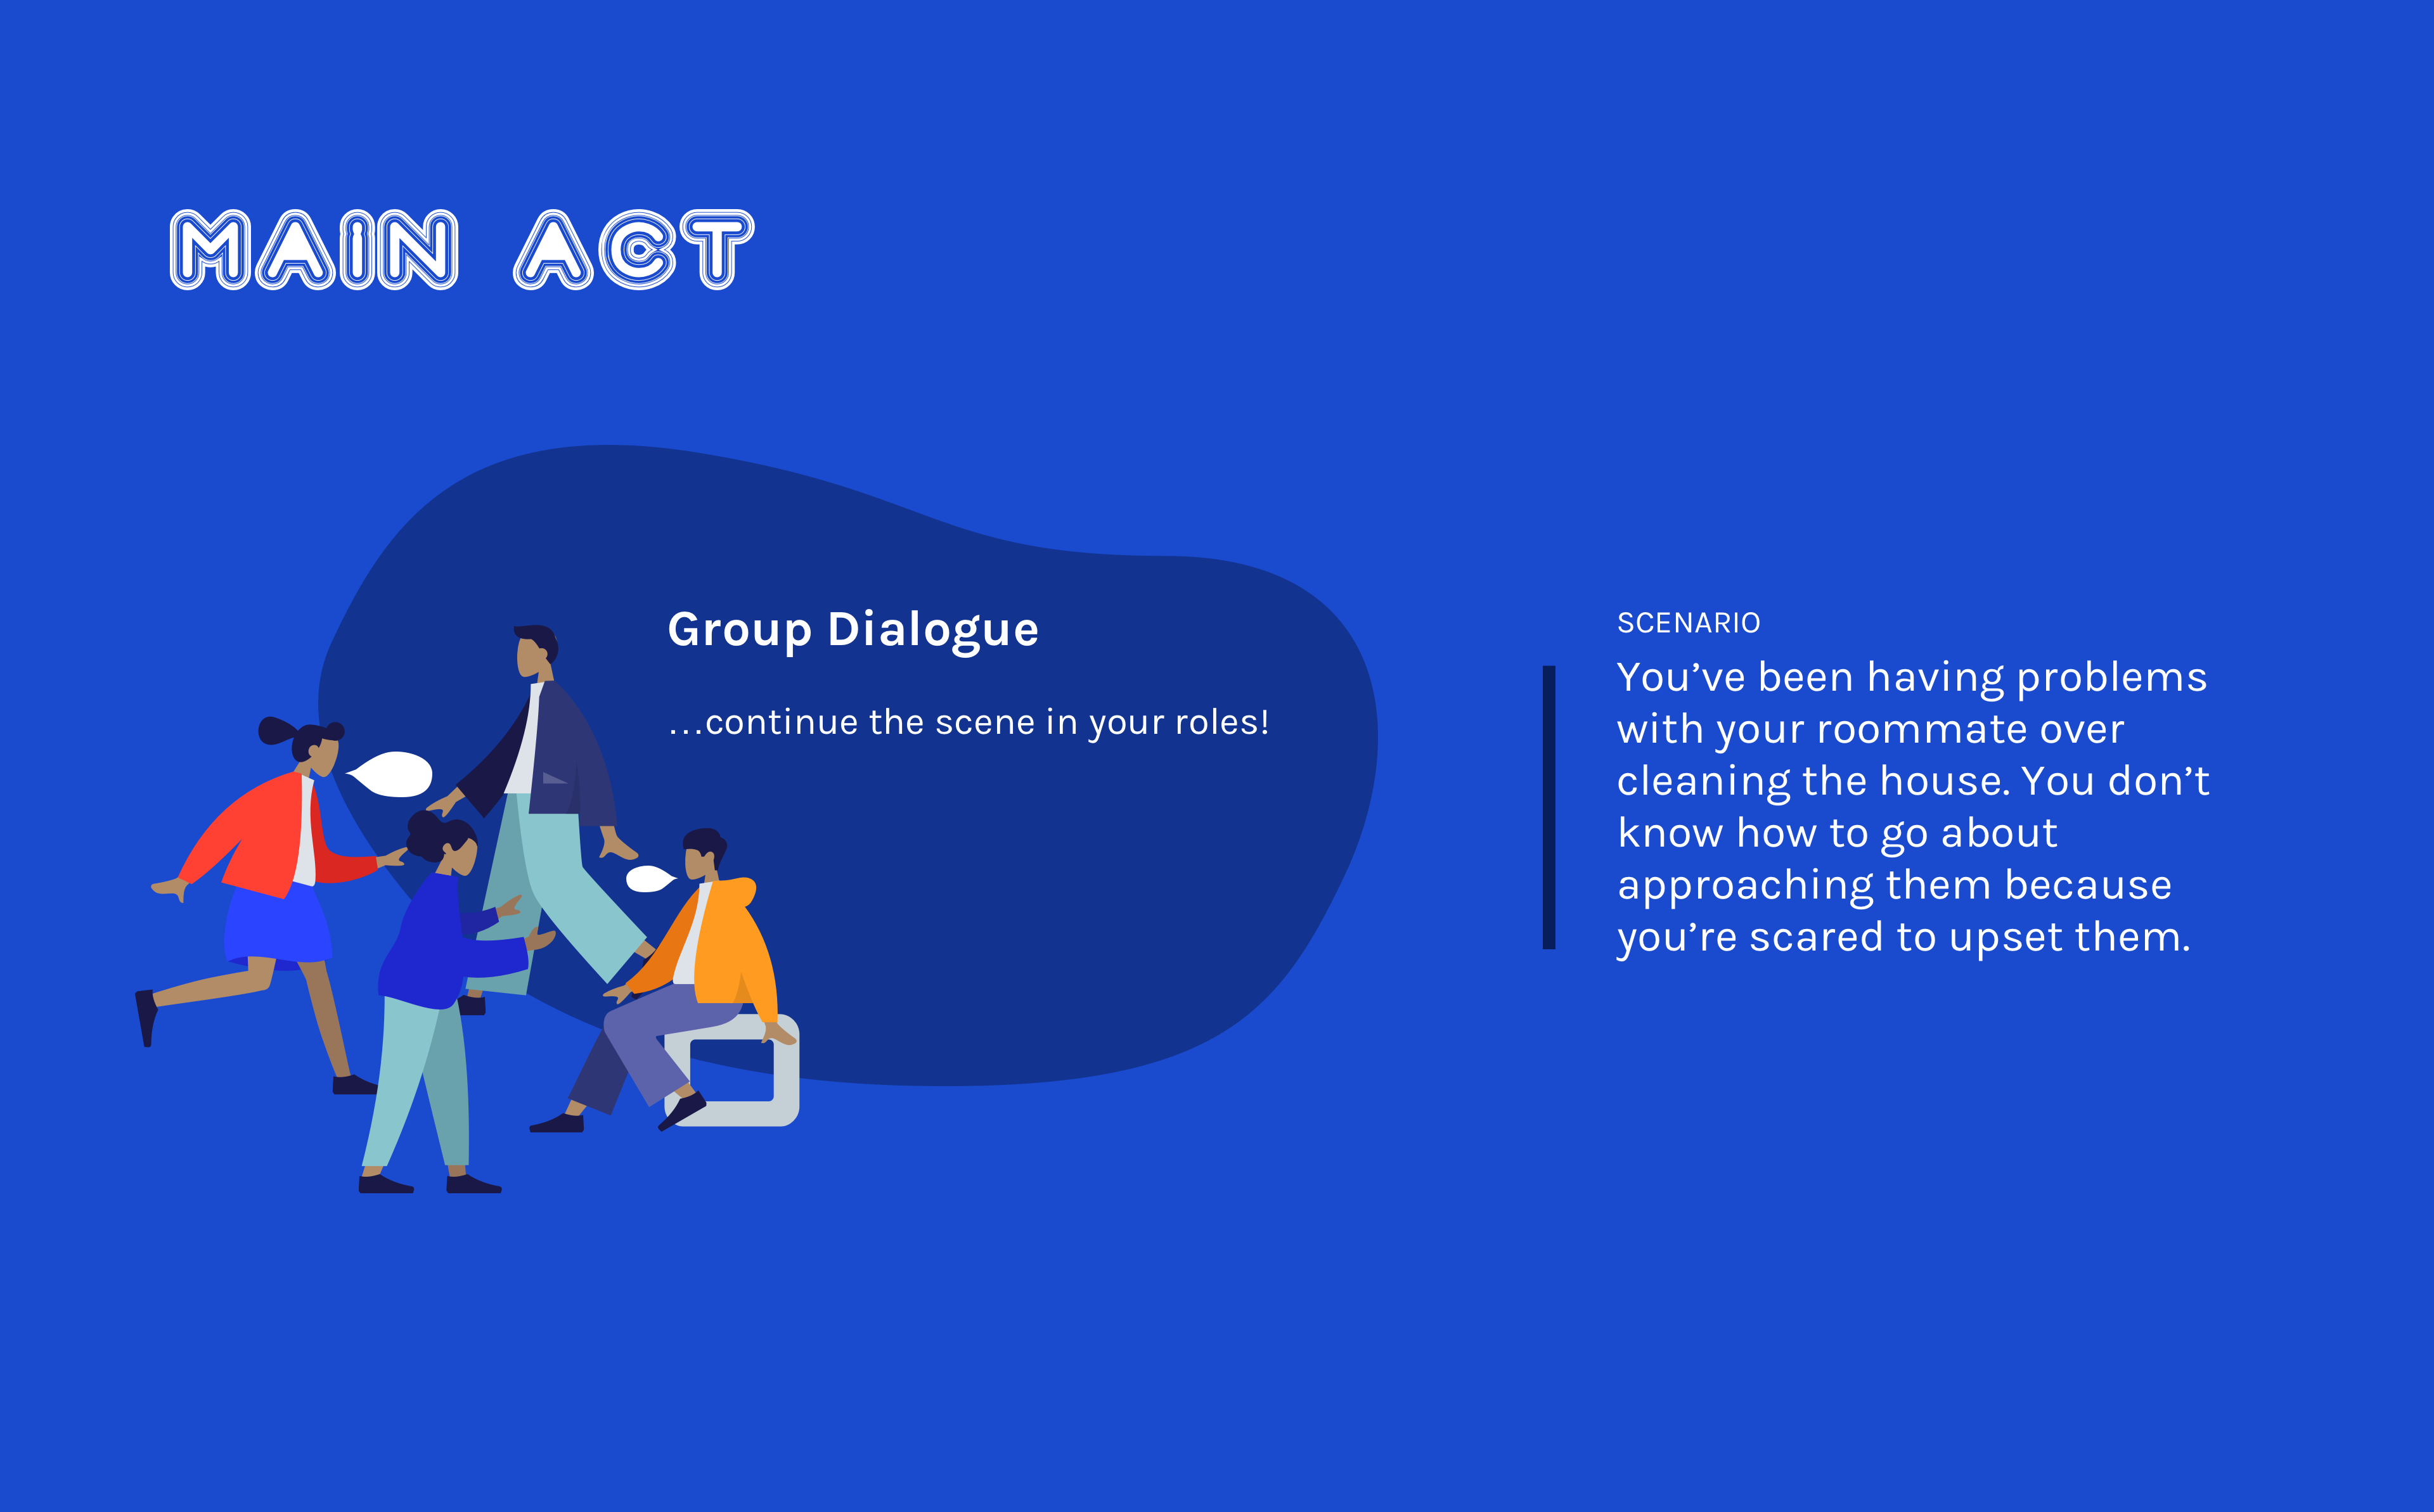 MAIN ACT
Group Dialogue
...continue the scene in your roles!
SCENARIO
You’ve been having problems
with your roommate over
cleaning the house. You don’t
know how to go about
approaching them because
you’re scared to upset them.